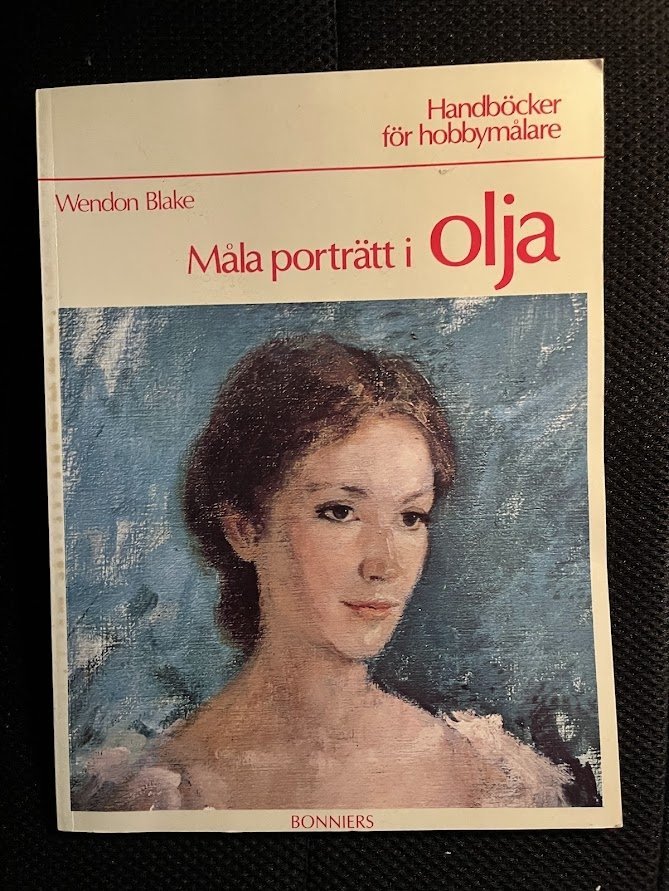 Handböcker
för hobbymålare
Wendon Blake
Måla porträtt i olja
BONNIERS